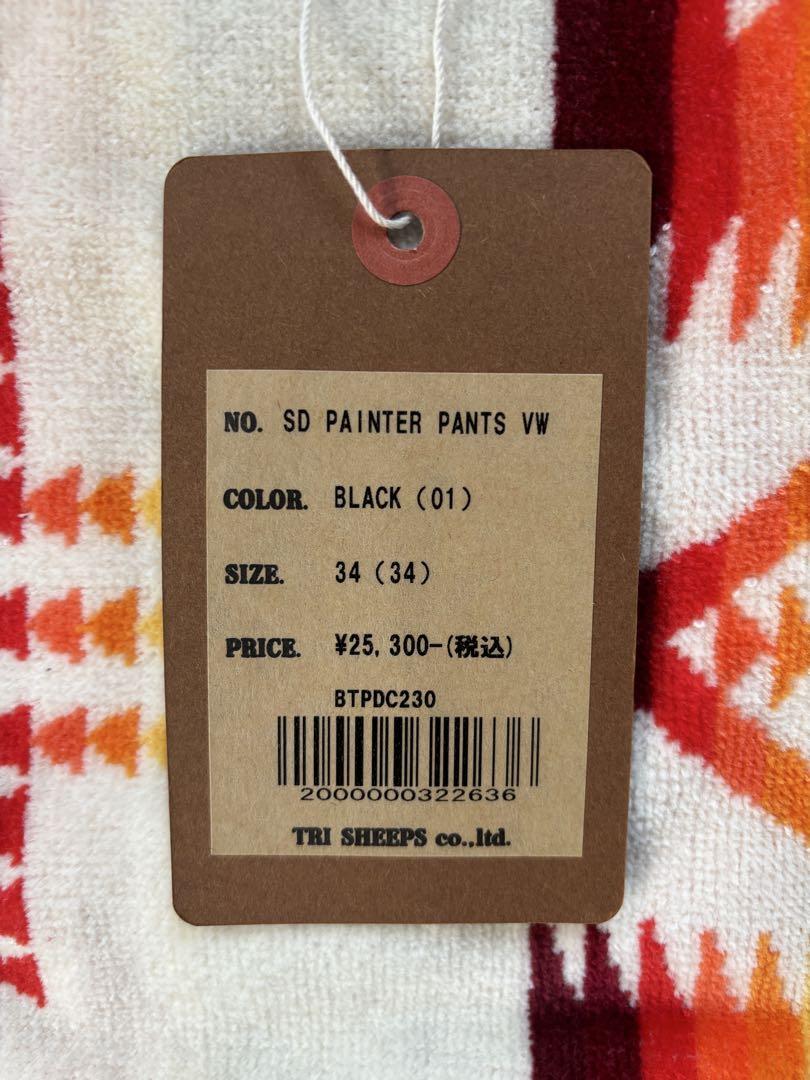 NO. SD PAINTER PANTS VW
COLOR. BLACK (01)
SIZE. 34 (34)
PRICE. ¥25,300-(税込)
BTPDC230
2000000322636
TRI SHEEPS co.,ltd.